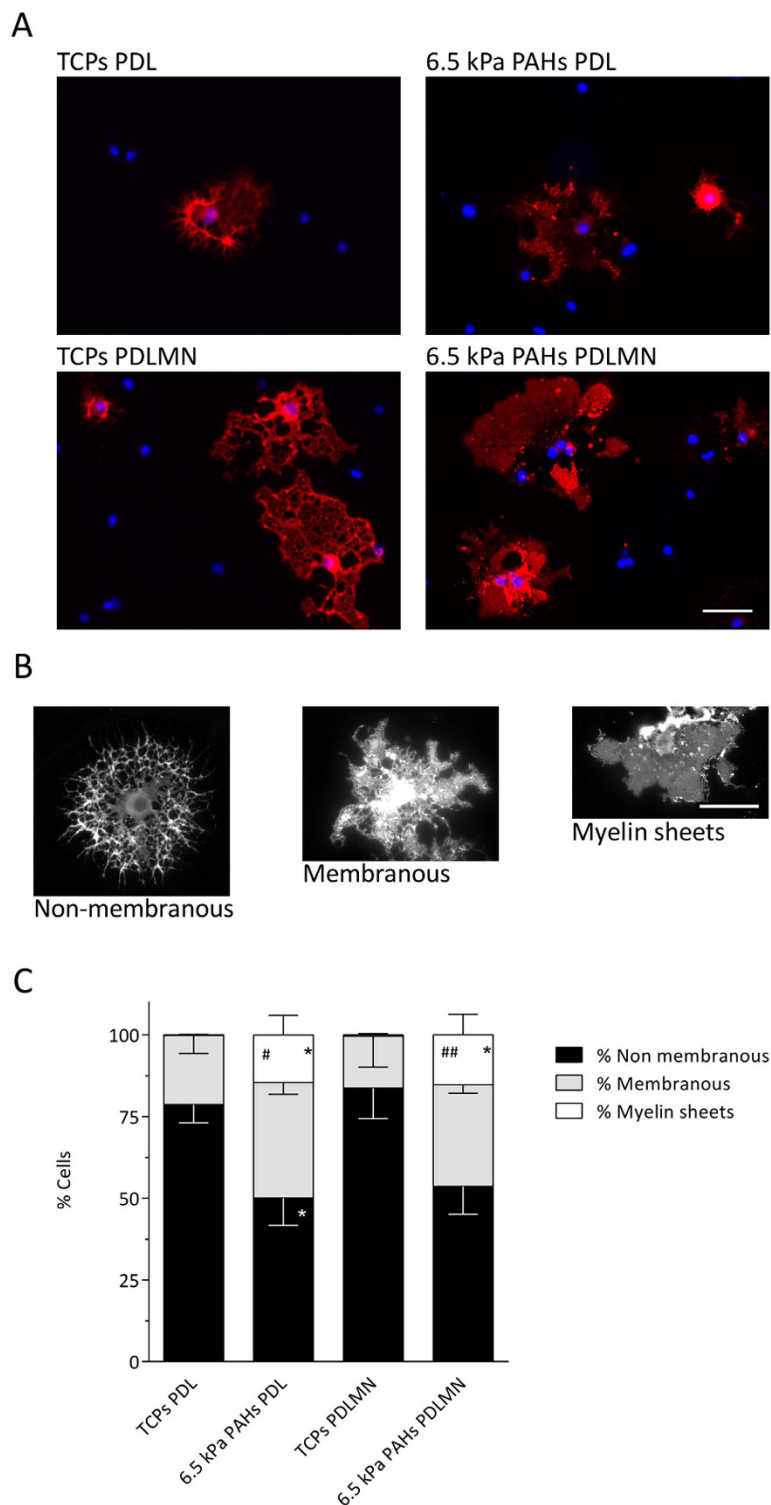 A
TCPs PDL
6.5 kPa PAHs PDL
TCPs PDLMN
6.5 kPa PAHs PDLMN
B
Non-membranous
Membranous
Myelin sheets
C
% Cells
100
75
50
25
0
#
*
*
##
*
% Non membranous
% Membranous
% Myelin sheets
TCPs PDL
6.5 kPa PAHs PDL
TCPs PDLMN
6.5 kPa PAHs PDLMN